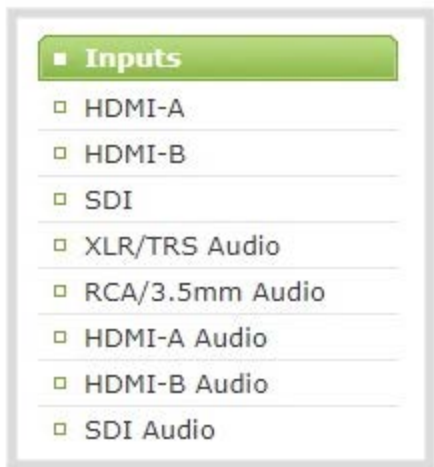 Inputs
HDMI-A
HDMI-B
SDI
XLR/TRS Audio
RCA/3.5mm Audio
HDMI-A Audio
HDMI-B Audio
SDI Audio